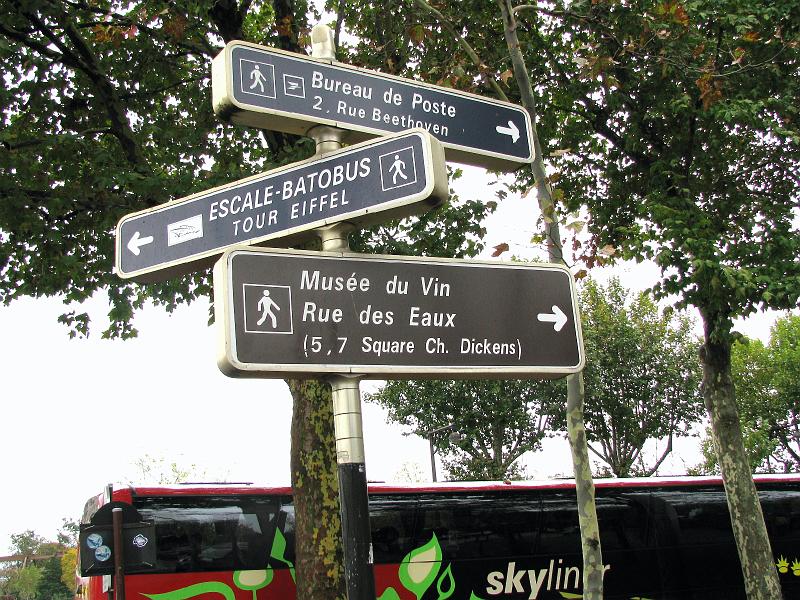 Bureau de Poste
2, Rue Beethoven
ESCALE-BATOBUS
TOUR EIFFEL
Musée du Vin
Rue des Eaux
(5,7 Square Ch. Dickens)
skyliner